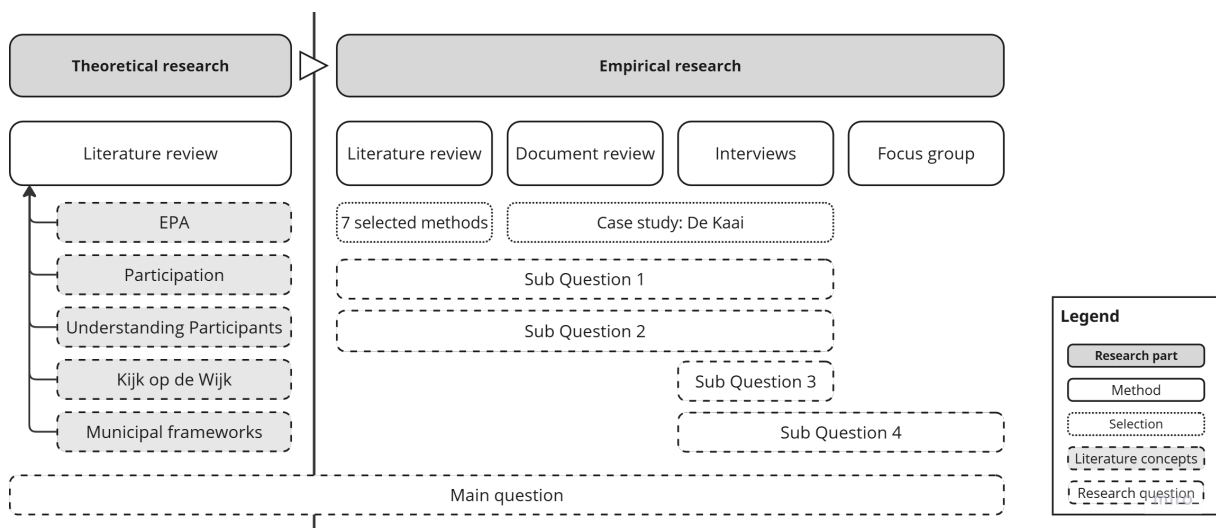 Theoretical research
Empirical research
Literature review
Literature review
Document review
Interviews
Focus group
EPA
7 selected methods
Case study: De Kaai
Participation
Sub Question 1
Understanding Participants
Sub Question 2
Kijk op de Wijk
Sub Question 3
Municipal frameworks
Sub Question 4
Main question
Legend
Research part
Method
Selection
Literature concepts
Research question